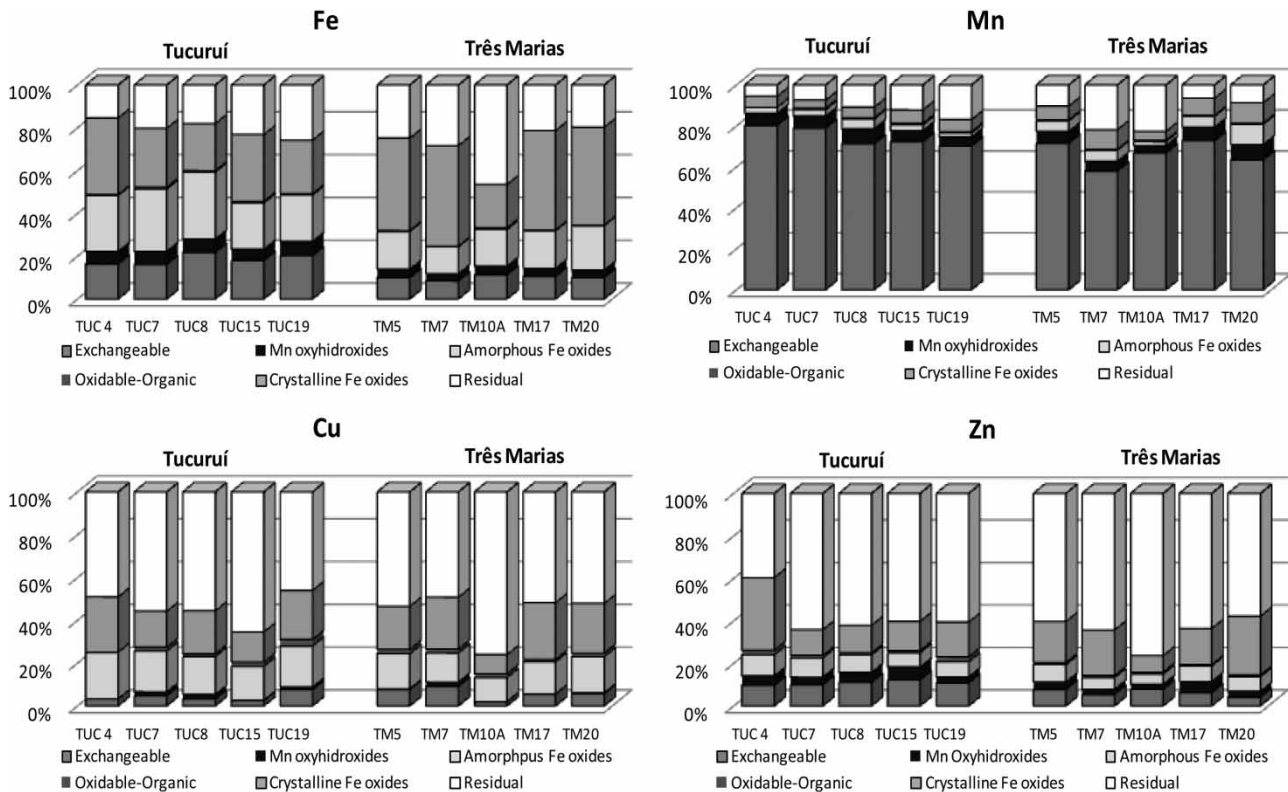 Fe
Tucuruí Três Marias
100%
80%
60%
40%
20%
0%
TUC 4 TUC7 TUC8 TUC15 TUC19 TM5 TM7 TM10A TM17 TM20
Exchangeable Mn oxyhidroxides Amorphous Fe oxides
Oxidable-Organic Crystalline Fe oxides Residual
Mn
Tucuruí Três Marias
100%
80%
60%
40%
20%
0%
TUC 4 TUC7 TUC8 TUC15 TUC19 TM5 TM7 TM10A TM17 TM20
Exchangeable Mn oxyhidroxides Amorphous Fe oxides
Oxidable-Organic Crystalline Fe oxides Residual
Cu
Tucuruí Três Marias
100%
80%
60%
40%
20%
0%
TUC 4 TUC7 TUC8 TUC15 TUC19 TM5 TM7 TM10A TM17 TM20
Exchangeable Mn oxyhidroxides Amorphpus Fe oxides
Oxidable-Organic Crystalline Fe oxides Residual
Zn
Tucuruí Três Marias
100%
80%
60%
40%
20%
0%
TUC 4 TUC7 TUC8 TUC15 TUC19 TM5 TM7 TM10A TM17 TM20
Exchangeable Mn Oxyhidroxides Amorphous Fe oxides
Oxidable-Organic Crystalline Fe oxides Residual